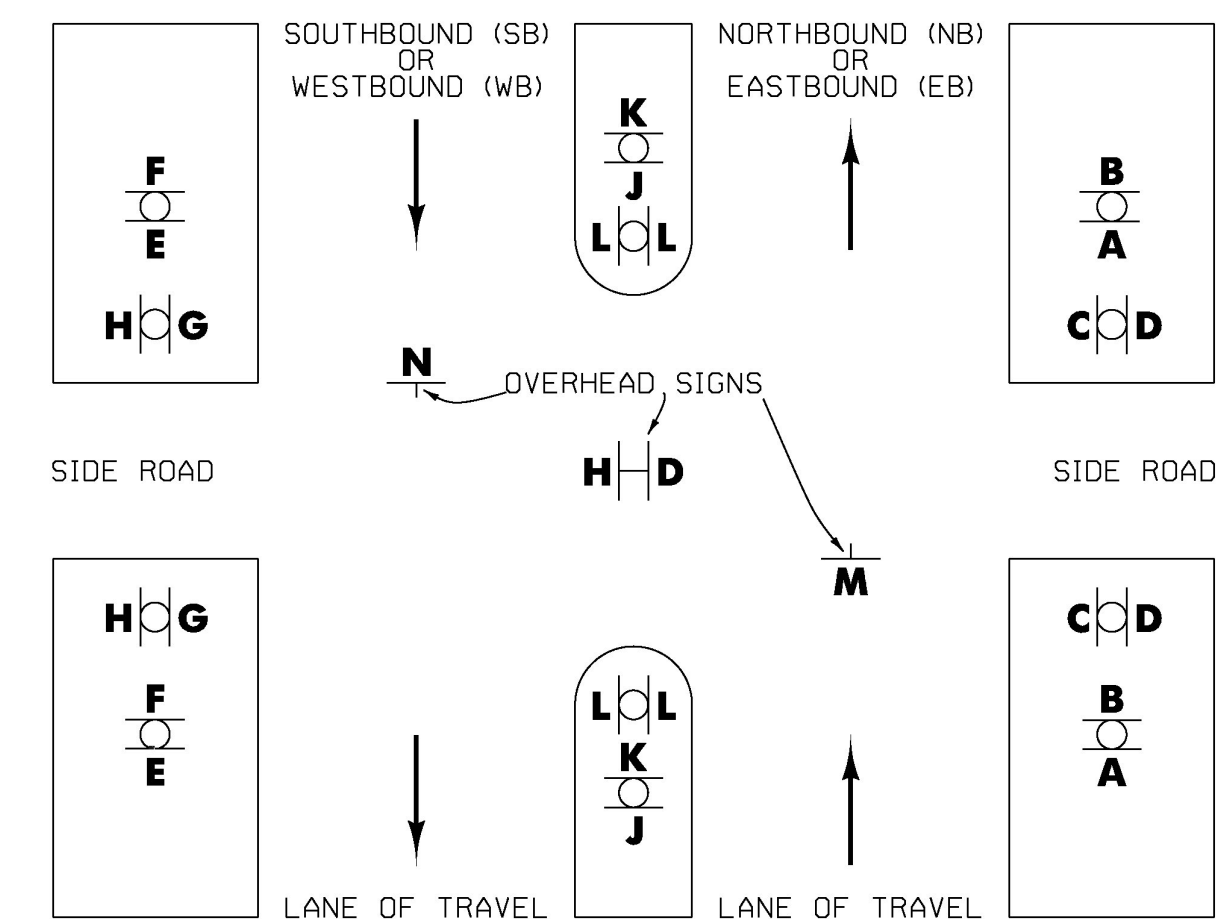 SOUTHBOUND (SB)
OR
WESTBOUND (WB)
NORTHBOUND (NB)
OR
EASTBOUND (EB)
K
J
F
E
B
A
L L
H G
C D
N
OVERHEAD SIGNS
SIDE ROAD
H D
SIDE ROAD
M
H G
C D
L L
F
E
K
J
B
A
LANE OF TRAVEL
LANE OF TRAVEL